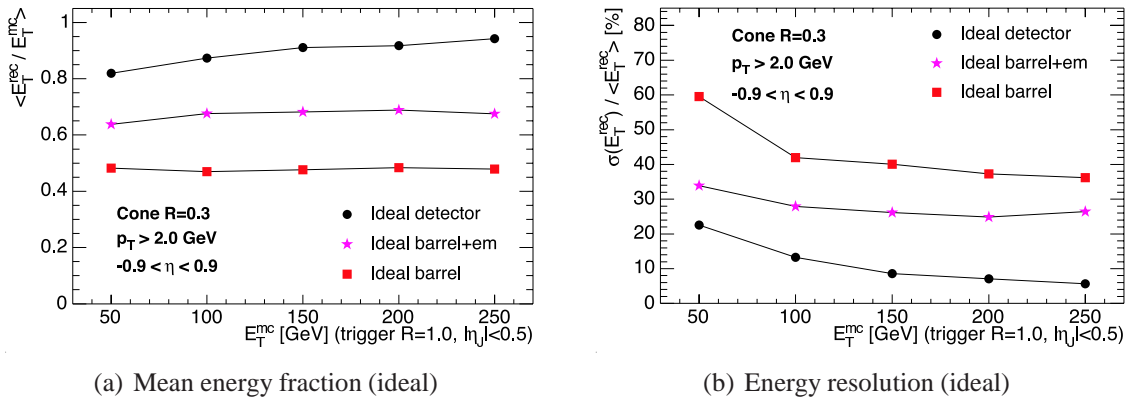 <E_T^rec / E_T^mc>
1
0.8
0.6
0.4
0.2
0
Cone R=0.3
p_T > 2.0 GeV
-0.9 < η < 0.9
Ideal detector
Ideal barrel+em
Ideal barrel
50 100 150 200 250
E_T^mc [GeV] (trigger R=1.0, |η_J|<0.5)
(a) Mean energy fraction (ideal)
σ(E_T^rec) / <E_T^rec> [%]
80
70
60
50
40
30
20
10
0
Cone R=0.3
p_T > 2.0 GeV
-0.9 < η < 0.9
Ideal detector
Ideal barrel+em
Ideal barrel
50 100 150 200 250
E_T^mc [GeV] (trigger R=1.0, |η_J|<0.5)
(b) Energy resolution (ideal)